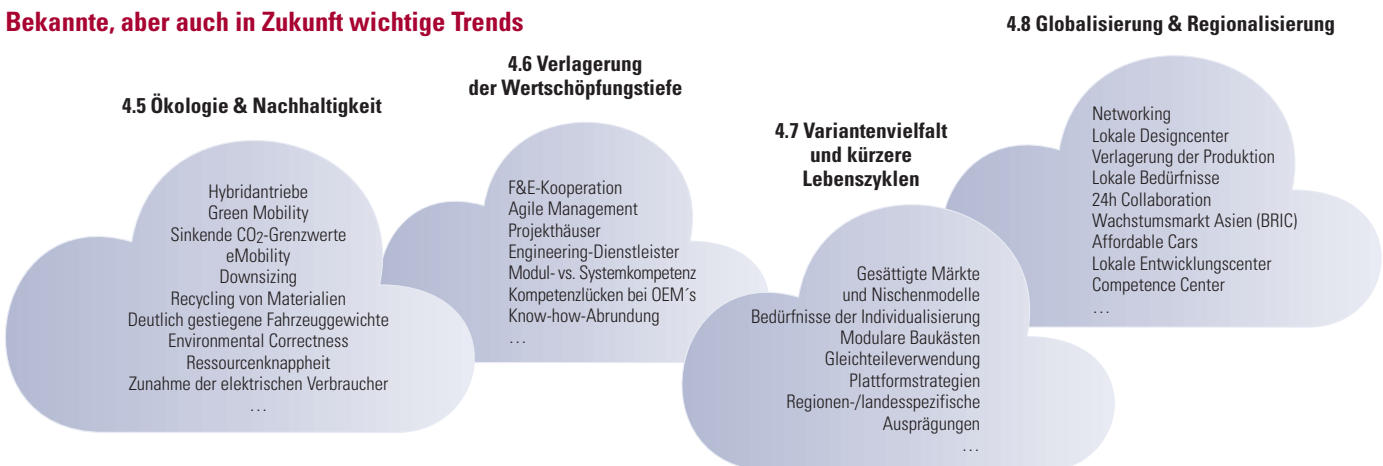 Bekannte, aber auch in Zukunft wichtige Trends
4.5 Ökologie & Nachhaltigkeit
Hybridantriebe
Green Mobility
Sinkende CO2-Grenzwerte
eMobility
Downsizing
Recycling von Materialien
Deutlich gestiegene Fahrzeuggewichte
Environmental Correctness
Ressourcenknappheit
Zunahme der elektrischen Verbraucher
...
4.6 Verlagerung
der Wertschöpfungstiefe
F&E-Kooperation
Agile Management
Projekthäuser
Engineering-Dienstleister
Modul- vs. Systemkompetenz
Kompetenzlücken bei OEM´s
Know-how-Abrundung
...
4.7 Variantenvielfalt
und kürzere
Lebenszyklen
Gesättigte Märkte
und Nischenmodelle
Bedürfnisse der Individualisierung
Modulare Baukästen
Gleichteileverwendung
Plattformstrategien
Regionen-/landesspezifische
Ausprägungen
...
4.8 Globalisierung & Regionalisierung
Networking
Lokale Designcenter
Verlagerung der Produktion
Lokale Bedürfnisse
24h Collaboration
Wachstumsmarkt Asien (BRIC)
Affordable Cars
Lokale Entwicklungscenter
Competence Center
...